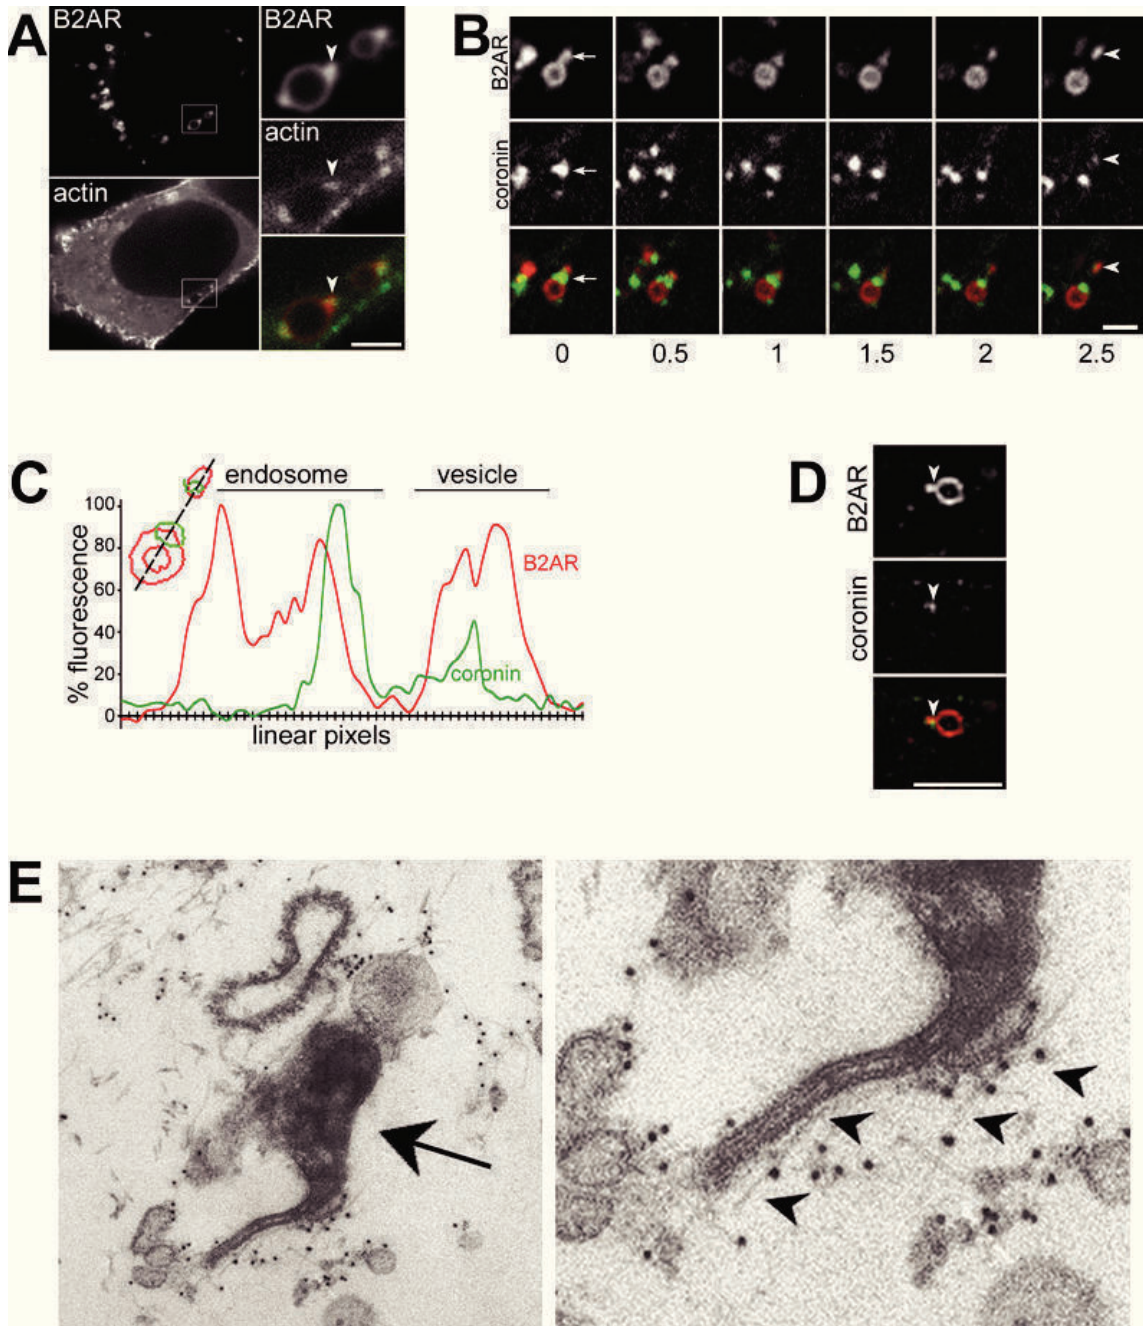 A
B2AR
actin
B2AR
actin
B
B2AR
coronin
0 0.5 1 1.5 2 2.5
C
endosome vesicle
% fluorescence
100
80
60
40
20
0
B2AR
coronin
linear pixels
D
B2AR
coronin
E